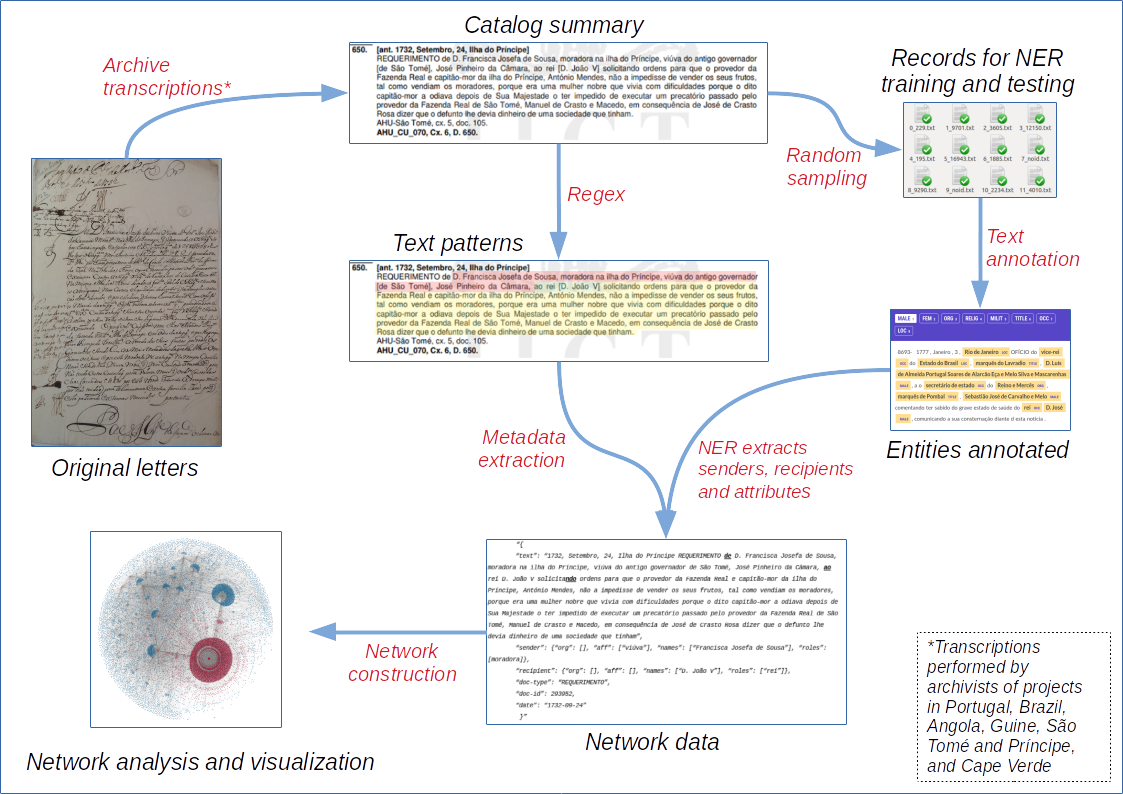 Catalog summary
Archive
transcriptions*
650. [ant. 1732, Setembro, 24, Ilha do Príncipe]
REQUERIMENTO de D. Francisca Josefa de Sousa, moradora na ilha do Príncipe, viúva do antigo governador
[de São Tomé], José Pinheiro da Câmara, ao rei [D. João V] solicitando ordens para que o provedor da
Fazenda Real e capitão-mor da ilha do Príncipe, António Mendes, não a impedisse de vender os seus frutos,
tal como vendiam os moradores, porque era uma mulher nobre que vivia com dificuldades porque o dito
capitão-mor a odiava depois de Sua Majestade o ter impedido de executar um precatório passado pelo
provedor da Fazenda Real de São Tomé, Manuel de Crasto e Macedo, em consequência de José de Crasto
Rosa dizer que o defunto lhe devia dinheiro de uma sociedade que tinham.
AHU-São Tomé, cx. 5, doc. 105.
AHU_CU_070, Cx. 6, D. 650.
Records for NER
training and testing
0_229.txt 1_9701.txt 2_3605.txt 3_12150.txt
4_195.txt 5_16943.txt 6_1885.txt 7_noid.txt
8_9290.txt 9_noid.txt 10_2234.txt 11_4010.txt
Random
sampling
Regex
Text
annotation
Text patterns
650. [ant. 1732, Setembro, 24, Ilha do Príncipe]
REQUERIMENTO de D. Francisca Josefa de Sousa, moradora na ilha do Príncipe, viúva do antigo governador
[de São Tomé], José Pinheiro da Câmara, ao rei [D. João V] solicitando ordens para que o provedor da
Fazenda Real e capitão-mor da ilha do Príncipe, António Mendes, não a impedisse de vender os seus frutos,
tal como vendiam os moradores, porque era uma mulher nobre que vivia com dificuldades porque o dito
capitão-mor a odiava depois de Sua Majestade o ter impedido de executar um precatório passado pelo
provedor da Fazenda Real de São Tomé, Manuel de Crasto e Macedo, em consequência de José de Crasto
Rosa dizer que o defunto lhe devia dinheiro de uma sociedade que tinham.
AHU-São Tomé, cx. 5, doc. 105.
AHU_CU_070, Cx. 6, D. 650.
MALE FEM ORG RELIG MILIT TITLE OCC
LOC
8693- 1777 , Janeiro , 3 , Rio de Janeiro LOC OFÍCIO do vice-rei
OCC do Estado do Brasil LOC , marquês do Lavradio TITLE , D. Luís
de Almeida Portugal Soares de Alarcão Eça e Melo Silva e Mascarenhas
MALE , a o secretário de estado OCC do Reino e Mercês ORG ,
marquês de Pombal TITLE , Sebastião José de Carvalho e Melo MALE
comentando ter sabido do grave estado de saúde do rei OCC D. José
MALE , comunicando a sua consternação diante d esta notícia .
Entities annotated
Original letters
Metadata
extraction
NER extracts
senders, recipients
and attributes
"{
"text": "1732, Setembro, 24, Ilha do Príncipe REQUERIMENTO de D. Francisca Josefa de Sousa,
moradora na ilha do Príncipe, viúva do antigo governador de São Tomé, José Pinheiro da Câmara, ao
rei D. João V solicitando ordens para que o provedor da Fazenda Real e capitão-mor da ilha do
Príncipe, António Mendes, não a impedisse de vender os seus frutos, tal como vendiam os moradores,
porque era uma mulher nobre que vivia com dificuldades porque o dito capitão-mor a odiava depois de
Sua Majestade o ter impedido de executar um precatório passado pelo provedor da Fazenda Real de São
Tomé, Manuel de Crasto e Macedo, em consequência de José de Crasto Rosa dizer que o defunto lhe
devia dinheiro de uma sociedade que tinham",
"sender": {"org": [], "aff": ["viúva"], "names": ["Francisca Josefa de Sousa"], "roles":
[moradora]},
"recipient": {"org": [], "aff": [], "names": ["D. João V"], "roles": ["rei"]},
"doc-type": "REQUERIMENTO",
"doc-id": 293952,
"date": "1732-09-24"
}"
Network data
Network
construction
Network analysis and visualization
*Transcriptions
performed by
archivists of projects
in Portugal, Brazil,
Angola, Guine, São
Tomé and Príncipe,
and Cape Verde